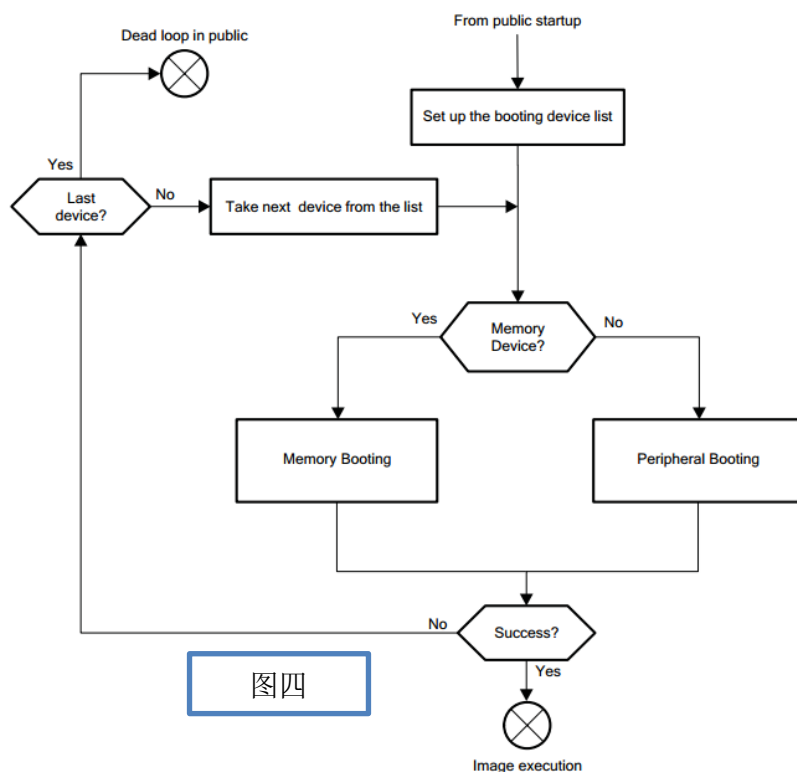 From public startup
Dead loop in public
Set up the booting device list
Yes
Last
device?
No
Take next device from the list
Yes
Memory
Device?
No
Memory Booting
Peripheral Booting
No
Success?
Yes
图四
Image execution